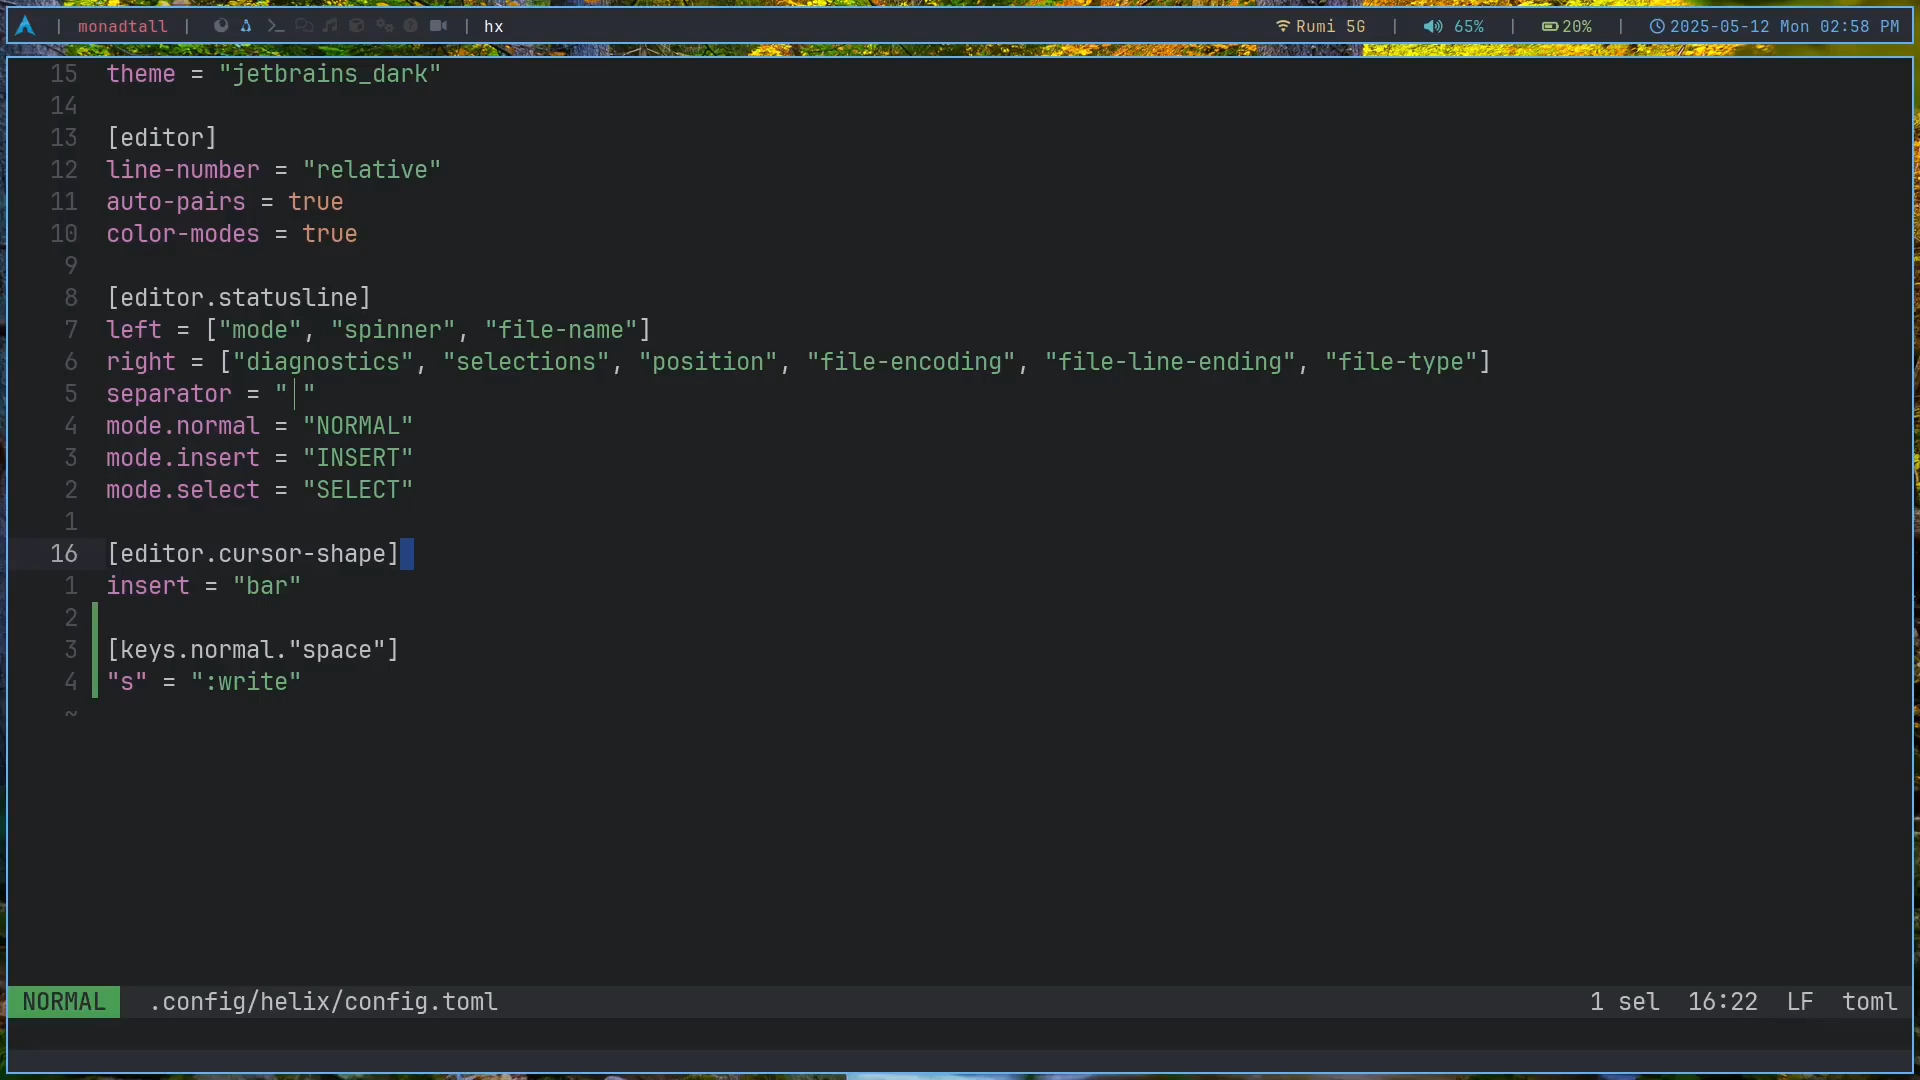 | monadtall | | hx Rumi 5G | 65% | 20% | 2025-05-12 Mon 02:58 PM
15 theme = "jetbrains_dark"
14
13 [editor]
12 line-number = "relative"
11 auto-pairs = true
10 color-modes = true
9
8 [editor.statusline]
7 left = ["mode", "spinner", "file-name"]
6 right = ["diagnostics", "selections", "position", "file-encoding", "file-line-ending", "file-type"]
5 separator = "│"
4 mode.normal = "NORMAL"
3 mode.insert = "INSERT"
2 mode.select = "SELECT"
1
16 [editor.cursor-shape]
1 insert = "bar"
2
3 [keys.normal."space"]
4 "s" = ":write"
~
NORMAL .config/helix/config.toml 1 sel 16:22 LF toml